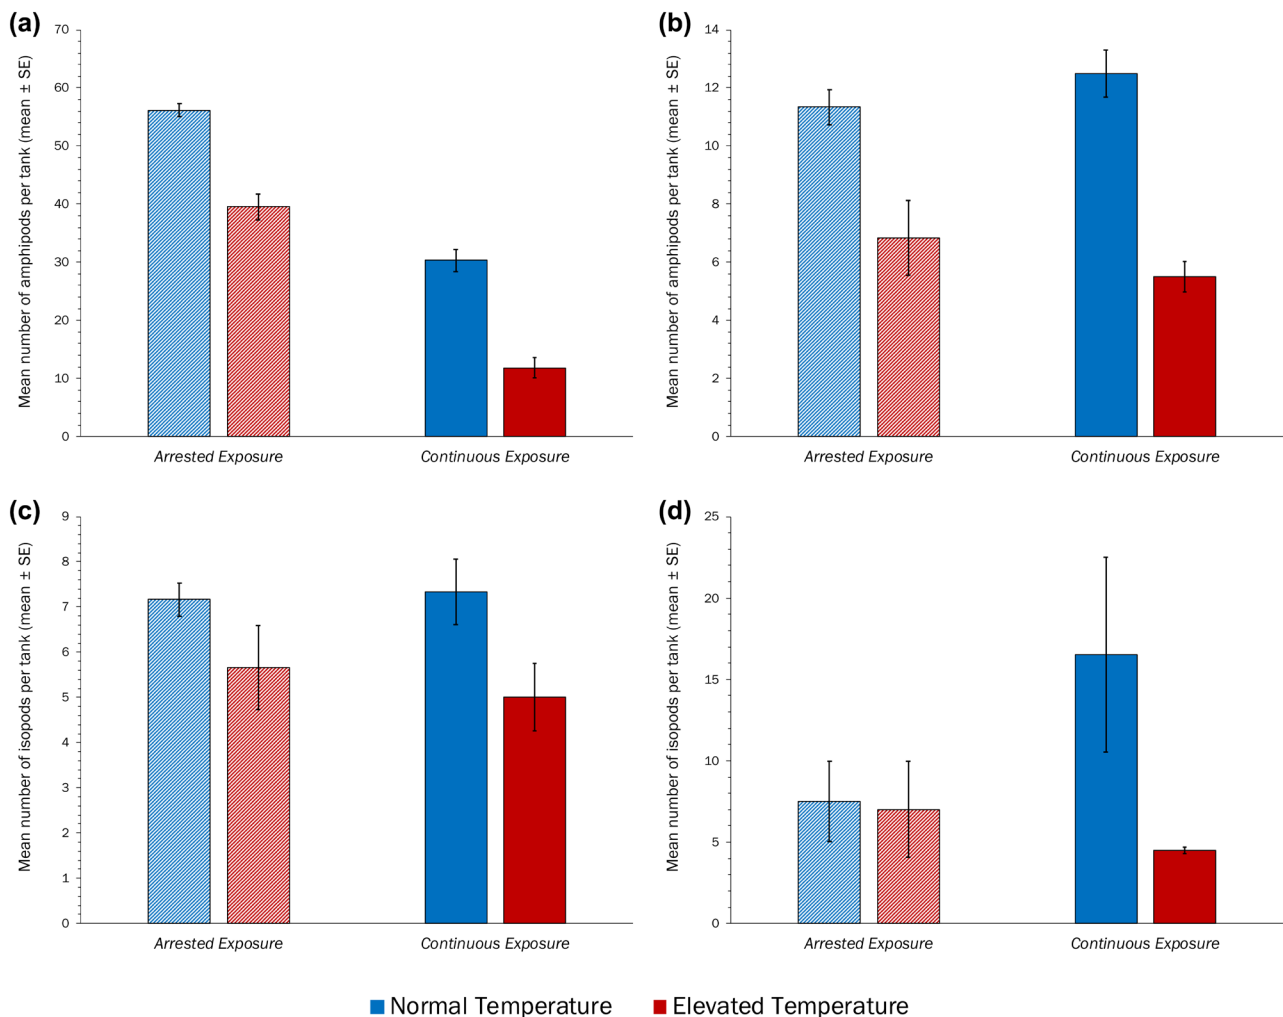 (a)
Mean number of amphipods per tank (mean ± SE)
70
60
50
40
30
20
10
0
Arrested Exposure
Continuous Exposure
(b)
Mean number of amphipods per tank (mean ± SE)
14
12
10
8
6
4
2
0
Arrested Exposure
Continuous Exposure
(c)
Mean number of isopods per tank (mean ± SE)
9
8
7
6
5
4
3
2
1
0
Arrested Exposure
Continuous Exposure
(d)
Mean number of isopods per tank (mean ± SE)
25
20
15
10
5
0
Arrested Exposure
Continuous Exposure
Normal Temperature
Elevated Temperature